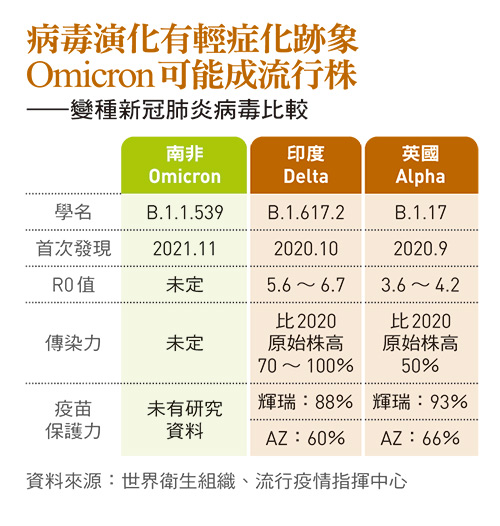 病毒演化有輕症化跡象
Omicron可能成流行株
——變種新冠肺炎病毒比較
南非 印度 英國
Omicron Delta Alpha
學名 B.1.1.539 B.1.617.2 B.1.17
首次發現 2021.11 2020.10 2020.9
R0值 未定 5.6～6.7 3.6～4.2
傳染力 未定 比2020 比2020
原始株高 原始株高
70～100% 50%
疫苗 未有研究 輝瑞：88% 輝瑞：93%
保護力 資料 AZ：60% AZ：66%
資料來源：世界衛生組織、流行疫情指揮中心